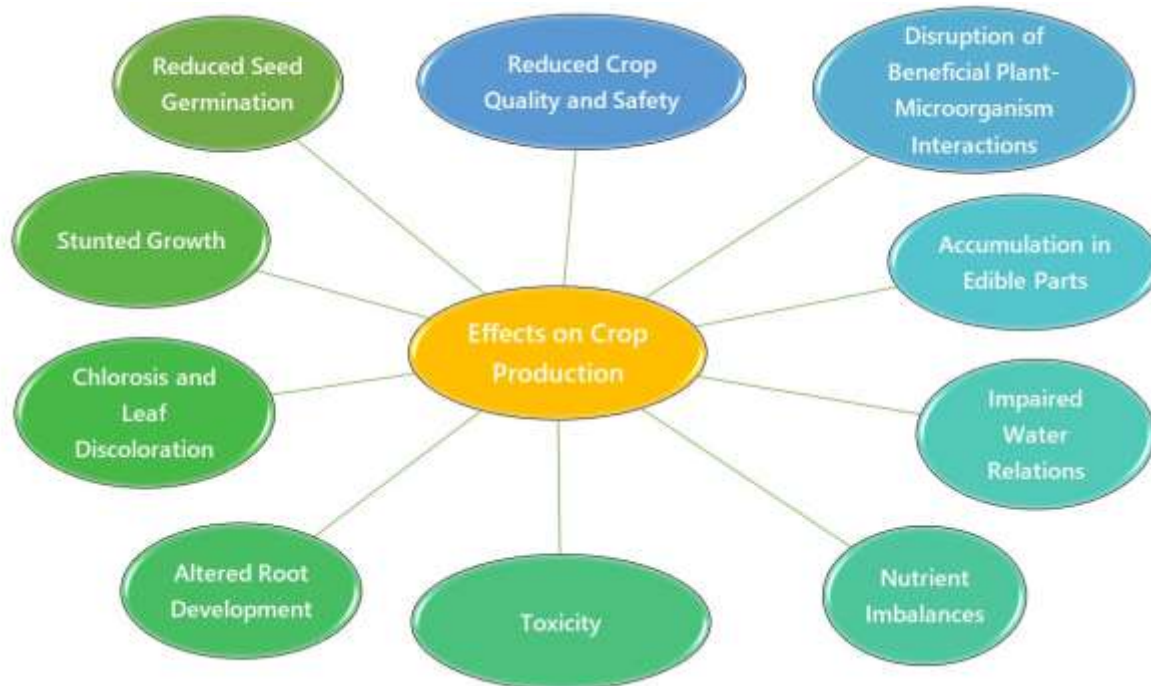 Reduced Seed
Germination
Reduced Crop
Quality and Safety
Disruption of
Beneficial Plant-
Microorganism
Interactions
Stunted Growth
Accumulation in
Edible Parts
Effects on Crop
Production
Chlorosis and
Leaf
Discoloration
Impaired
Water
Relations
Altered Root
Development
Toxicity
Nutrient
Imbalances